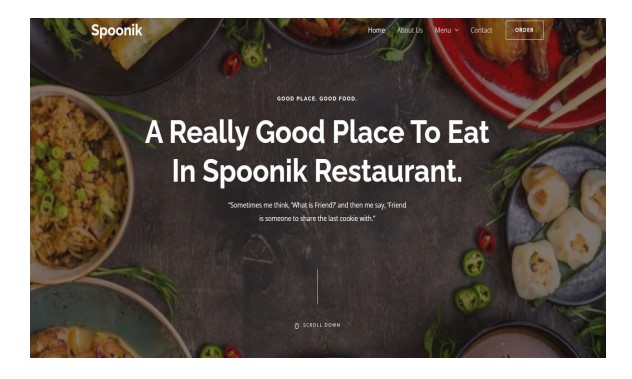 Spoonik
Home About Us Menu Contact ORDER
GOOD PLACE. GOOD FOOD.
A Really Good Place To Eat
In Spoonik Restaurant.
“Sometimes me think, ‘What is Friend?’ and then me say, ‘Friend
is someone to share the last cookie with.”
SCROLL DOWN